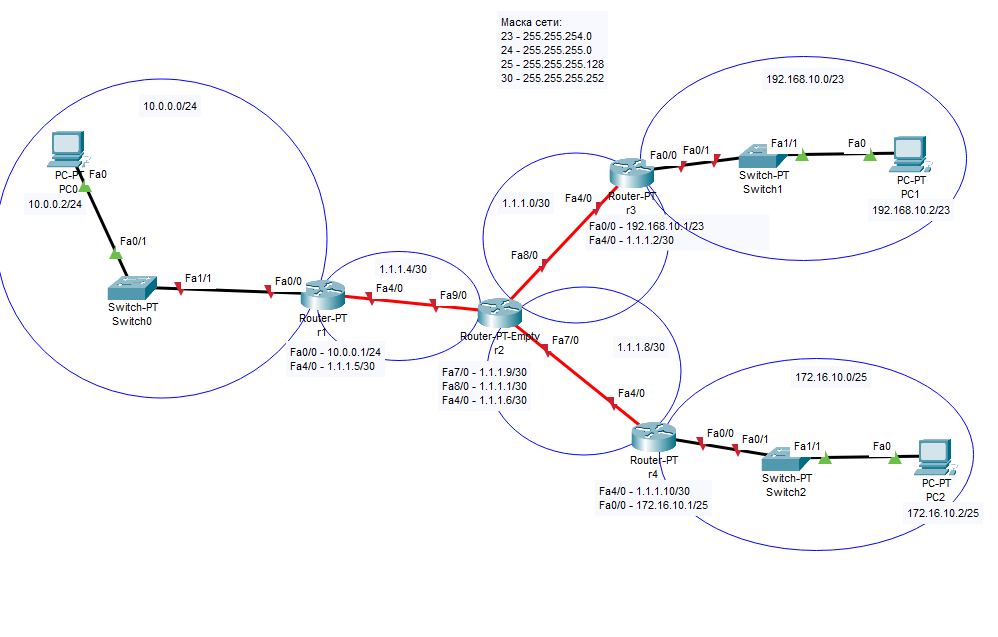 Маска сети:
23 - 255.255.254.0
24 - 255.255.255.0
25 - 255.255.255.128
30 - 255.255.255.252
10.0.0.0/24
PC-PT
PC0
Fa0
10.0.0.2/24
Fa0/1
Switch-PT
Switch0
Fa1/1
Fa0/0
Router-PT
r1
Fa4/0
Fa0/0 - 10.0.0.1/24
Fa4/0 - 1.1.1.5/30
1.1.1.4/30
Fa9/0
Router-PT-Empty
r2
Fa8/0
Fa7/0
Fa7/0 - 1.1.1.9/30
Fa8/0 - 1.1.1.1/30
Fa4/0 - 1.1.1.6/30
1.1.1.0/30
Fa4/0
Router-PT
r3
Fa0/0
Fa0/0 - 192.168.10.1/23
Fa4/0 - 1.1.1.2/30
192.168.10.0/23
Fa0/1
Fa1/1
Switch-PT
Switch1
Fa0
PC-PT
PC1
192.168.10.2/23
1.1.1.8/30
Fa4/0
Router-PT
r4
Fa0/0
Fa4/0 - 1.1.1.10/30
Fa0/0 - 172.16.10.1/25
172.16.10.0/25
Fa0/1
Fa1/1
Switch-PT
Switch2
Fa0
PC-PT
PC2
172.16.10.2/25